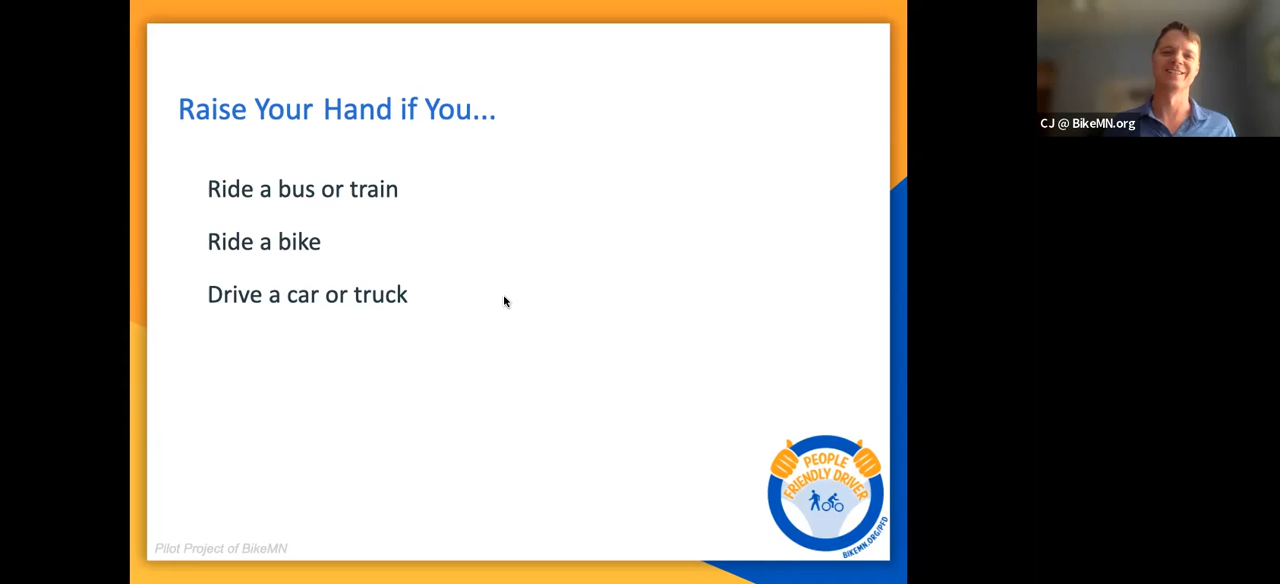 Raise Your Hand if You...
Ride a bus or train
Ride a bike
Drive a car or truck
Pilot Project of BikeMN
PEOPLE
FRIENDLY DRIVER
BIKEMN.ORG/PFD
CJ @ BikeMN.org